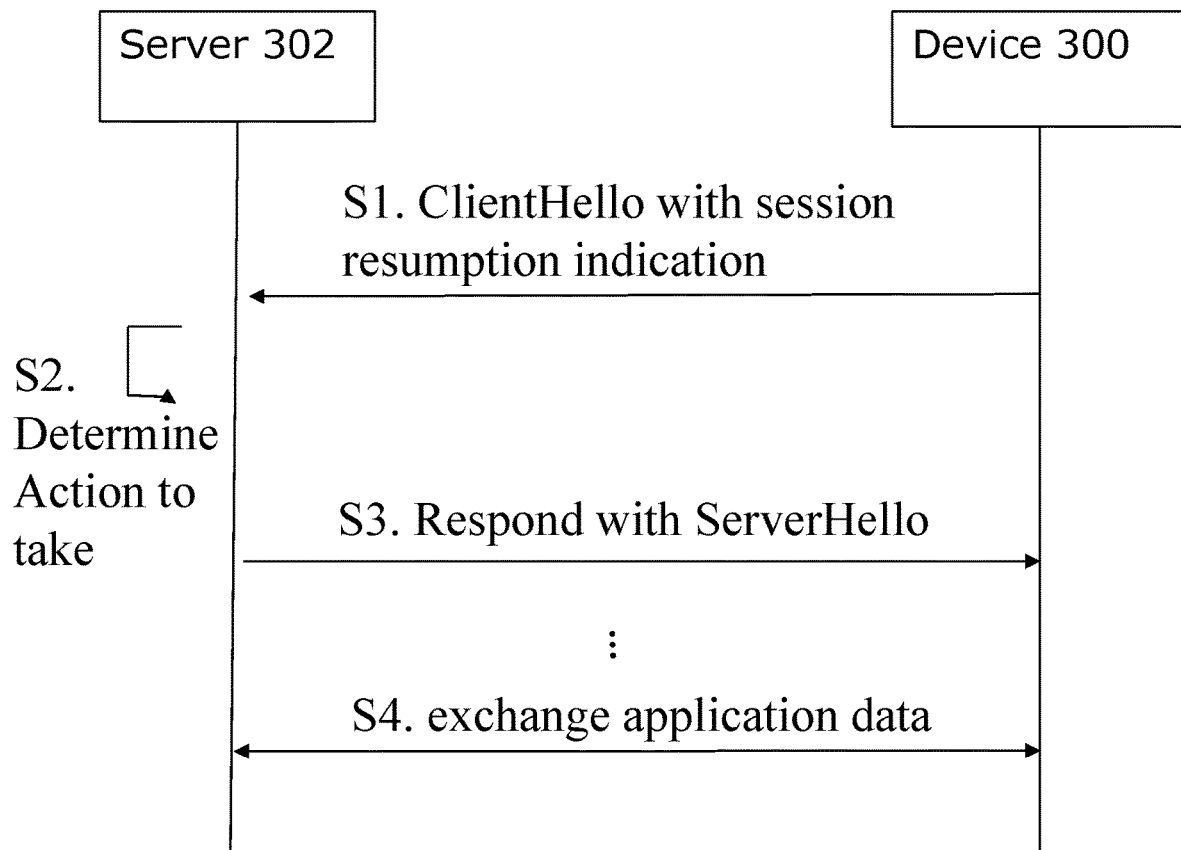 Server 302
Device 300
S1. ClientHello with session
resumption indication
S2.
Determine
Action to
take
S3. Respond with ServerHello
⋮
S4. exchange application data